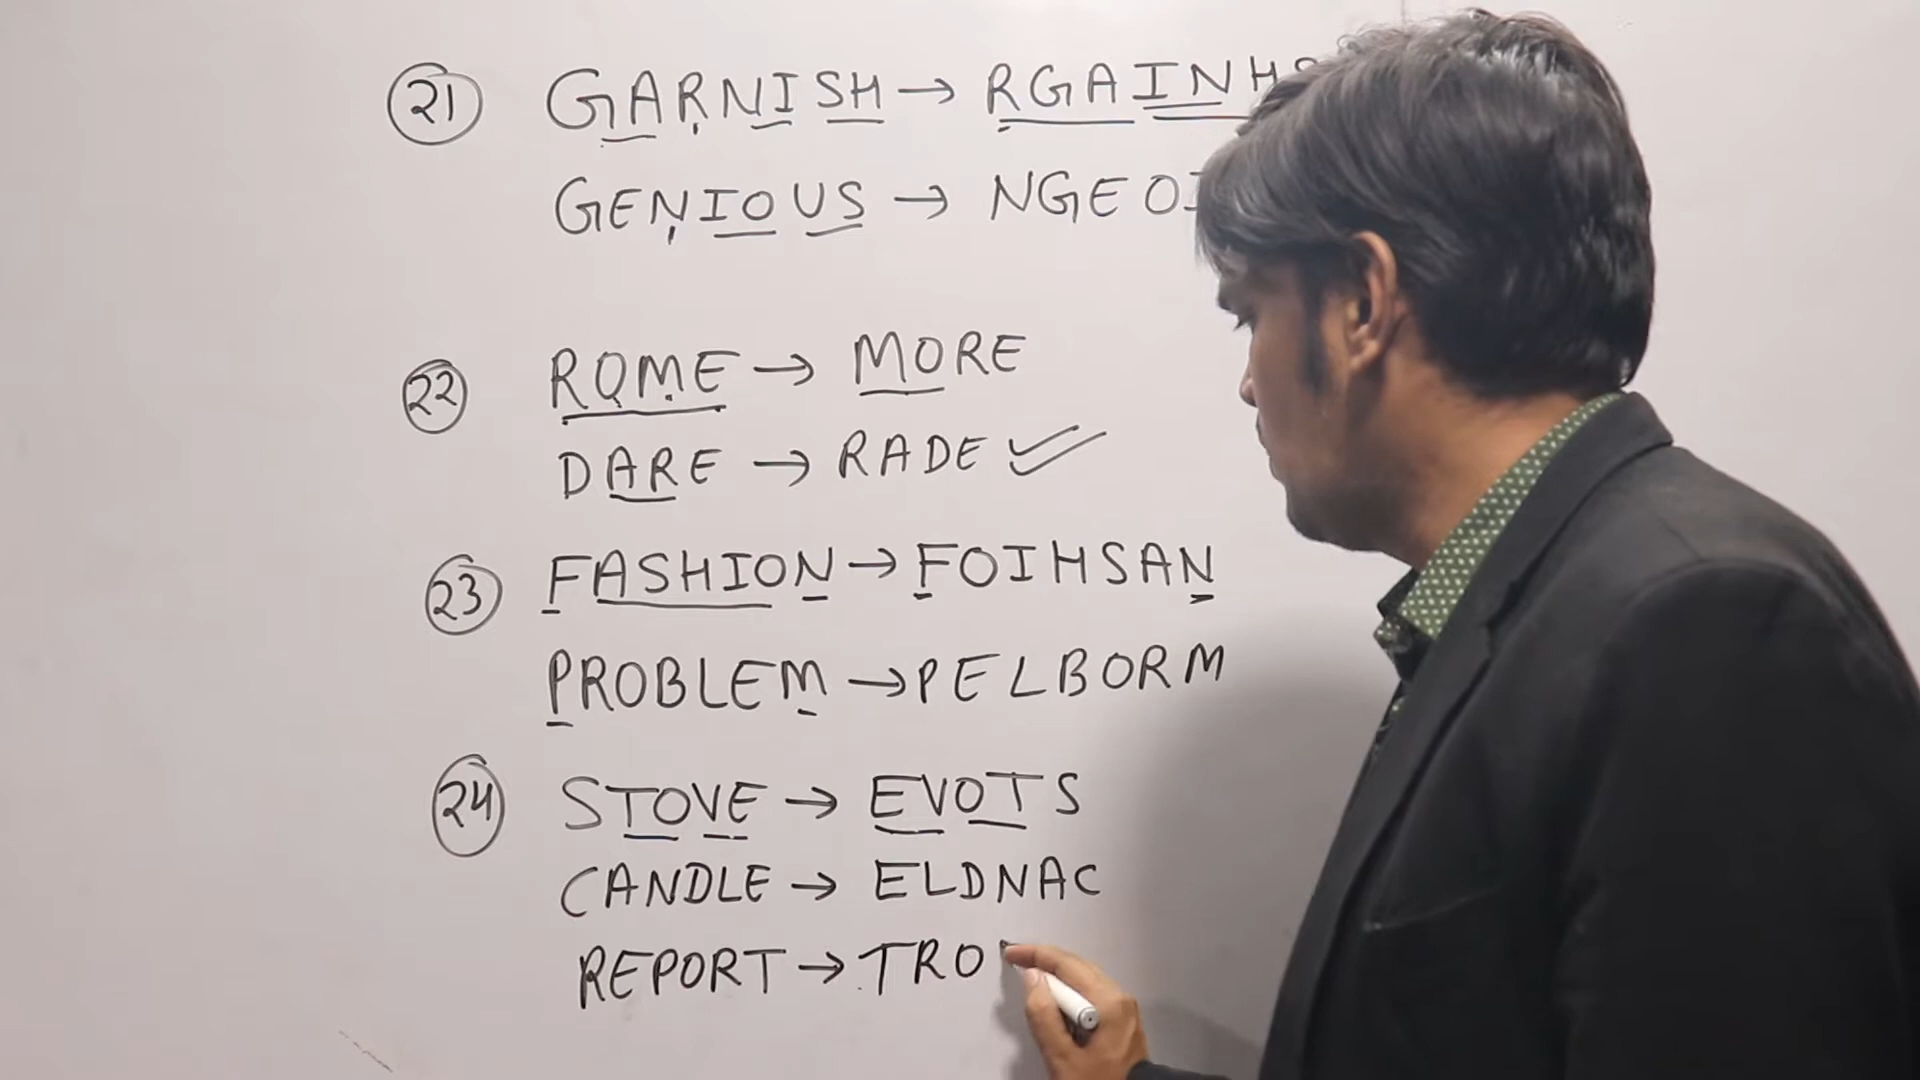 21 GARNISH → RGAINH
GENIOUS → NGEO
22 ROME → MORE
DARE → RADE
23 FASHION → FOIHSAN
PROBLEM → PELBORM
24 STOVE → EVOTS
CANDLE → ELDNAC
REPORT → TRO